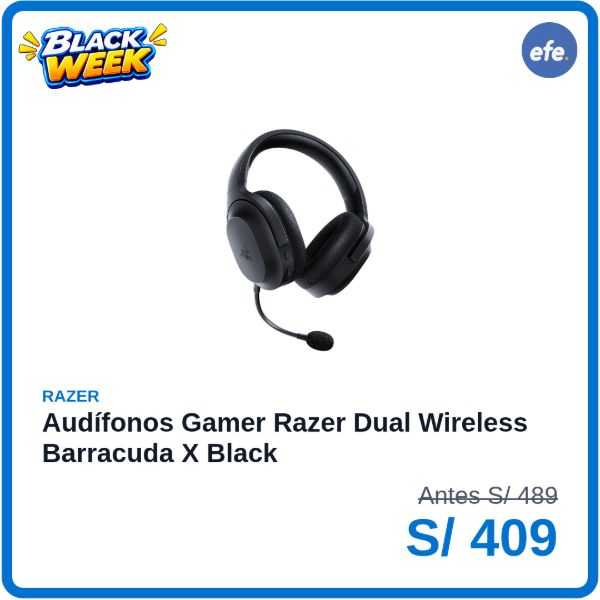 BLACK
WEEK
efe.
RAZER
Audífonos Gamer Razer Dual Wireless
Barracuda X Black
Antes S/ 489
S/ 409